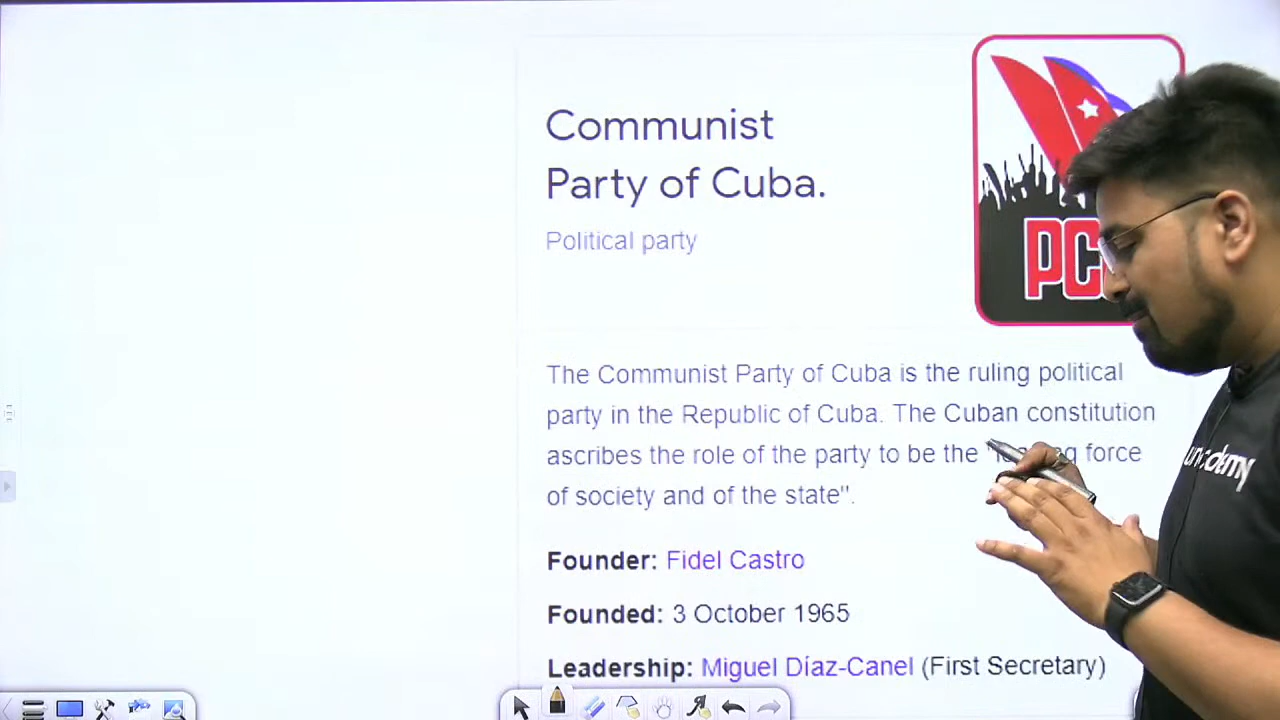 Communist
Party of Cuba.
Political party
The Communist Party of Cuba is the ruling political
party in the Republic of Cuba. The Cuban constitution
ascribes the role of the party to be the force
of society and of the state".
Founder: Fidel Castro
Founded: 3 October 1965
Leadership: Miguel Díaz-Canel (First Secretary)
PC